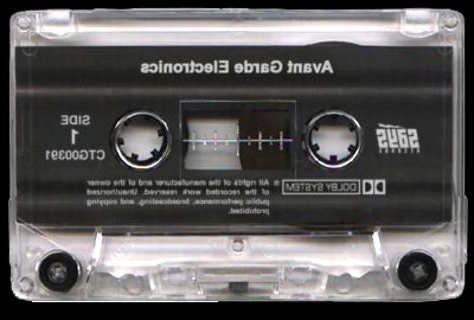 Avant Garde Electronics
SIDE
1
CTG00391
DOLBY SYSTEM
® All rights of the manufacturer and of the owner
of the recorded work reserved. Unauthorized
public performance, broadcasting, and copying
prohibited.